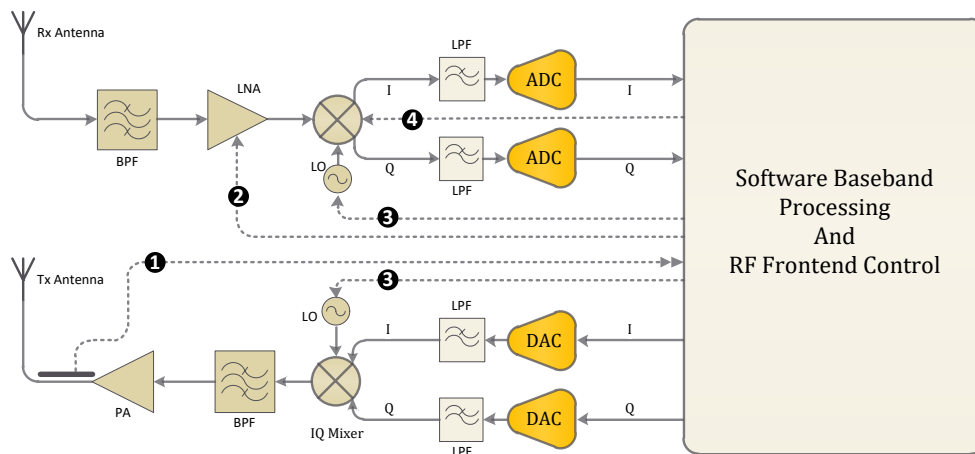 Rx Antenna
BPF
LNA
LO
I
Q
LPF
LPF
ADC
ADC
I
Q
4
3
2
1
3
Software Baseband
Processing
And
RF Frontend Control
Tx Antenna
PA
BPF
LO
IQ Mixer
I
Q
LPF
LPF
DAC
DAC
I
Q